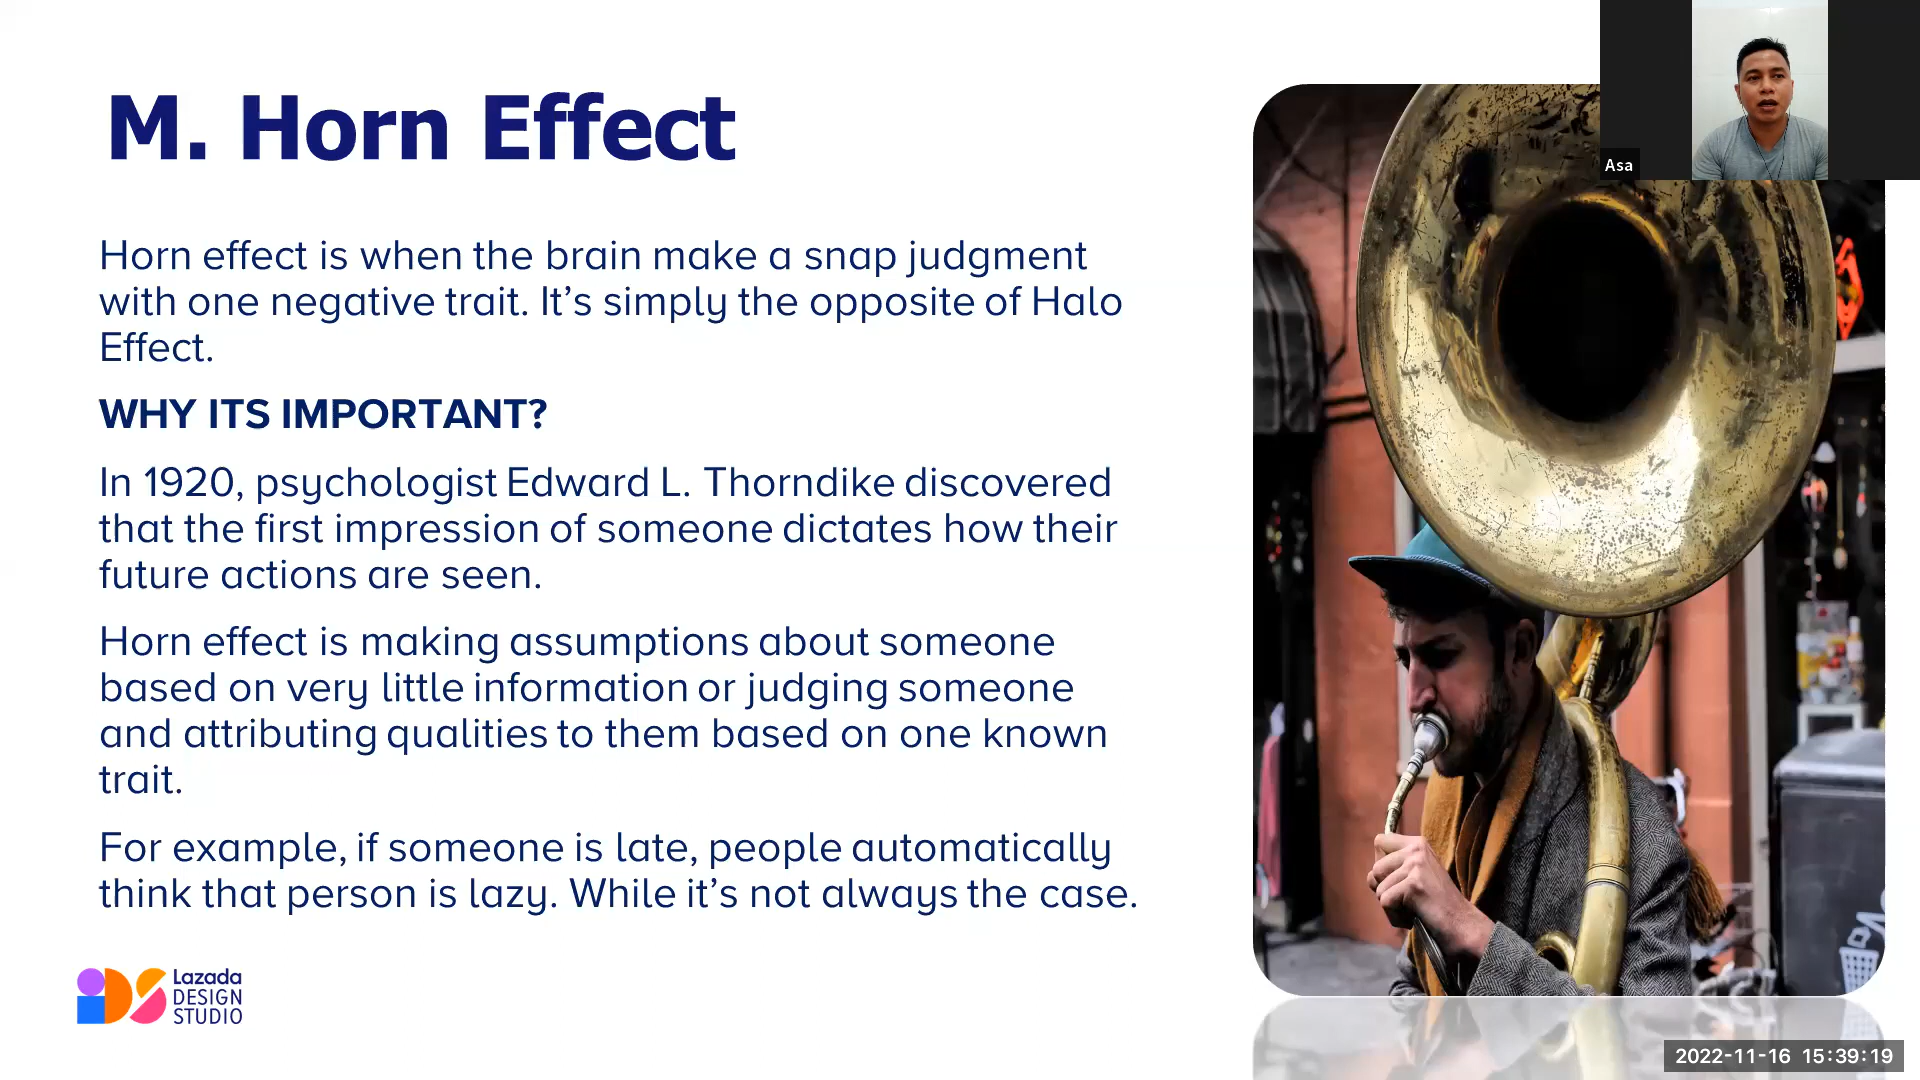 M. Horn Effect
Horn effect is when the brain make a snap judgment
with one negative trait. It’s simply the opposite of Halo
Effect.
WHY ITS IMPORTANT?
In 1920, psychologist Edward L. Thorndike discovered
that the first impression of someone dictates how their
future actions are seen.
Horn effect is making assumptions about someone
based on very little information or judging someone
and attributing qualities to them based on one known
trait.
For example, if someone is late, people automatically
think that person is lazy. While it’s not always the case.
Lazada
DESIGN
STUDIO
Asa
2022-11-16 15:39:19